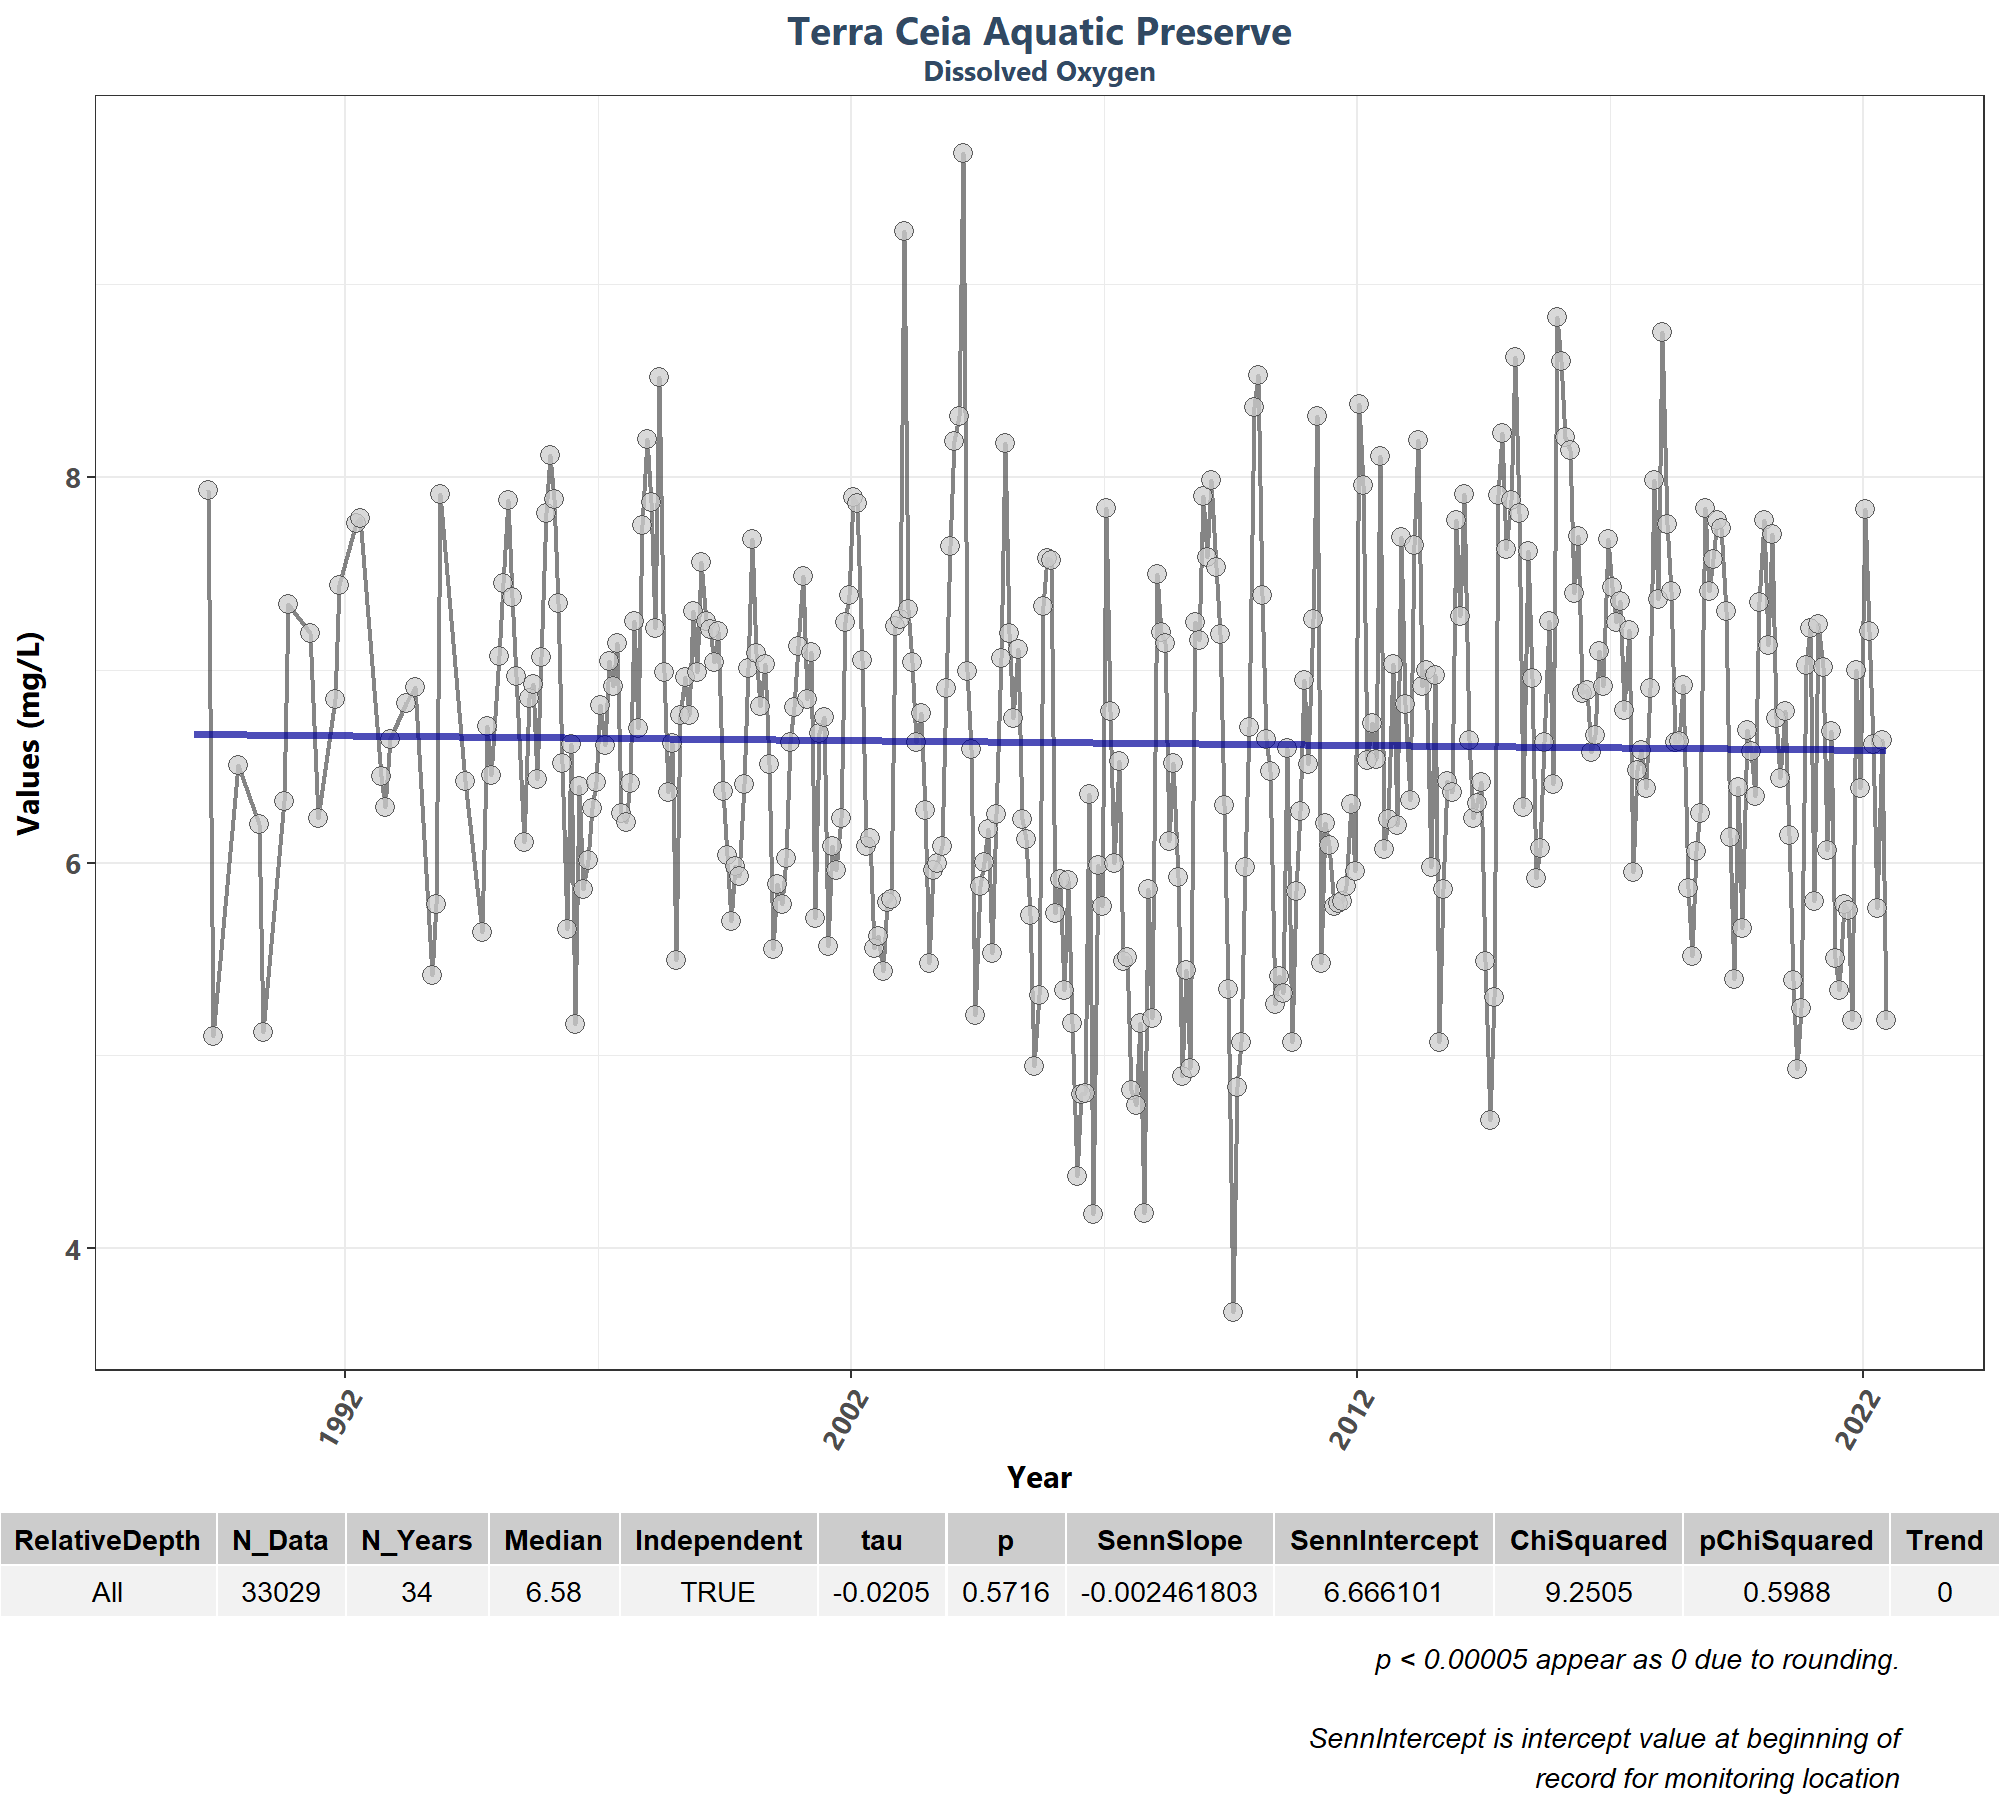 Terra Ceia Aquatic Preserve
Dissolved Oxygen
Values (mg/L)
8
6
4
1992 2002 2012 2022
Year
RelativeDepth N_Data N_Years Median Independent tau p SennSlope SennIntercept ChiSquared pChiSquared Trend
All 33029 34 6.58 TRUE -0.0205 0.5716 -0.002461803 6.666101 9.2505 0.5988 0
p < 0.00005 appear as 0 due to rounding.
SennIntercept is intercept value at beginning of
record for monitoring location